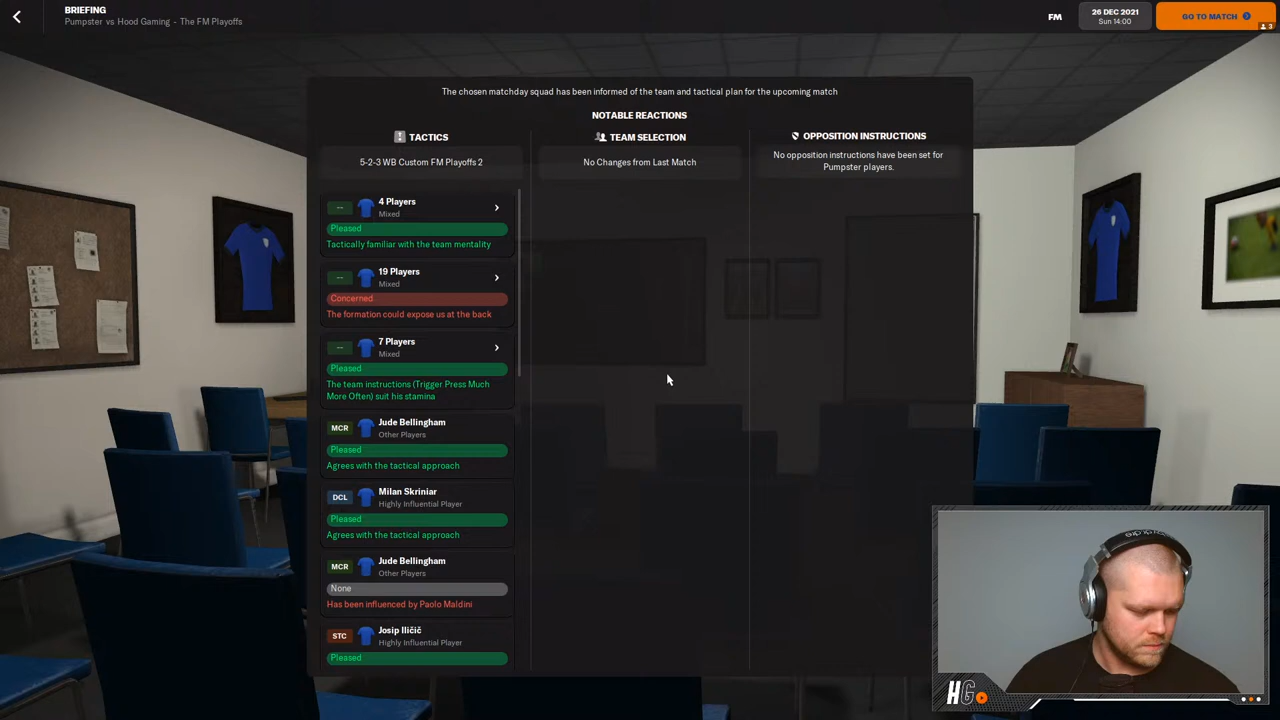 BRIEFING
Pumpster vs Hood Gaming - The FM Playoffs
FM
26 DEC 2021
Sun 14:00
GO TO MATCH
3
The chosen matchday squad has been informed of the team and tactical plan for the upcoming match
NOTABLE REACTIONS
TACTICS
5-2-3 WB Custom FM Playoffs 2
--
4 Players
Mixed
Pleased
Tactically familiar with the team mentality
--
19 Players
Mixed
Concerned
The formation could expose us at the back
--
7 Players
Mixed
Pleased
The team instructions (Trigger Press Much
More Often) suit his stamina
MCR
Jude Bellingham
Other Players
Pleased
Agrees with the tactical approach
DCL
Milan Skriniar
Highly Influential Player
Pleased
Agrees with the tactical approach
MCR
Jude Bellingham
Other Players
None
Has been influenced by Paolo Maldini
STC
Josip Iličič
Highly Influential Player
Pleased
TEAM SELECTION
No Changes from Last Match
OPPOSITION INSTRUCTIONS
No opposition instructions have been set for
Pumpster players.
HG